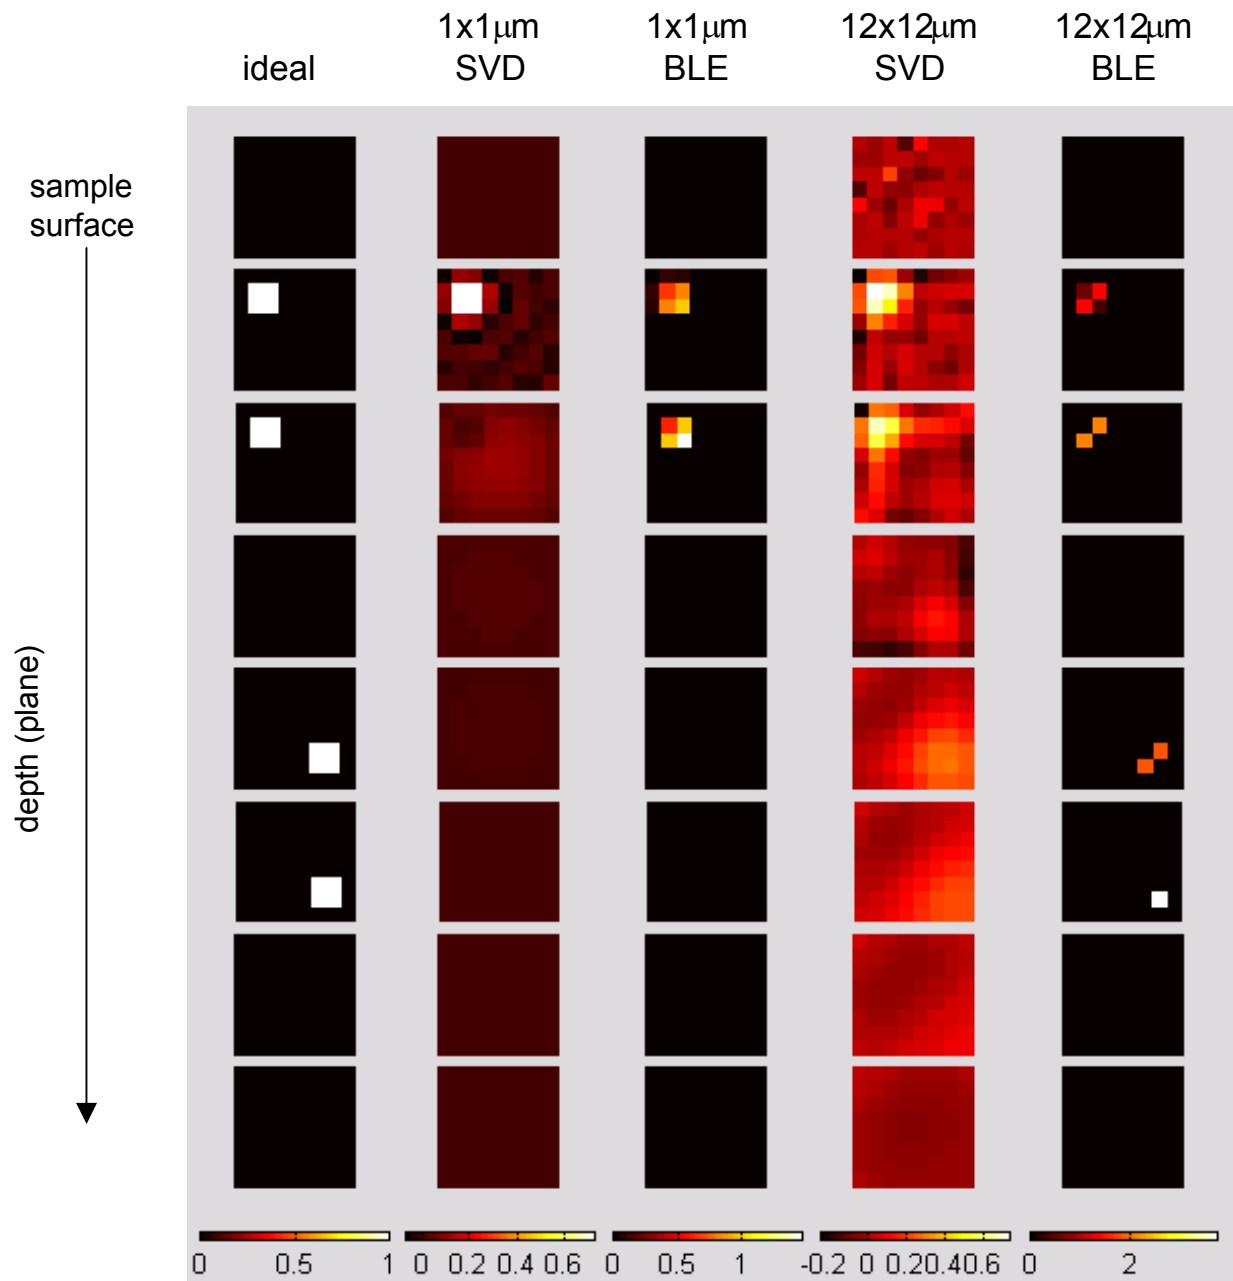 1x1μm
1x1μm
12x12μm
12x12μm
ideal
SVD
BLE
SVD
BLE
sample
surface
depth (plane)
0 0.5 1
0 0.2 0.4 0.6
0 0.5 1
-0.2 0 0.2 0.4 0.6
0 2